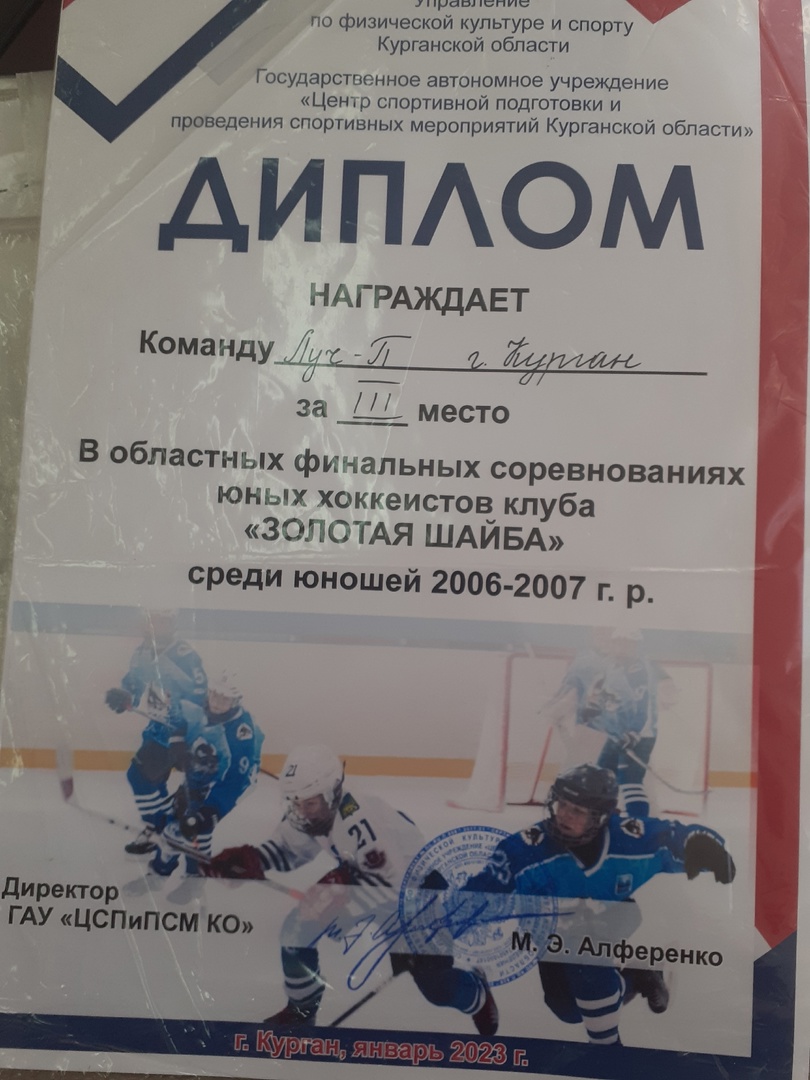 Управление
по физической культуре и спорту
Курганской области
Государственное автономное учреждение
«Центр спортивной подготовки и
проведения спортивных мероприятий Курганской области»
ДИПЛОМ
НАГРАЖДАЕТ
Команду Луч-П г. Курган
за III место
В областных финальных соревнованиях
юных хоккеистов клуба
«ЗОЛОТАЯ ШАЙБА»
среди юношей 2006-2007 г. р.
21
21
Директор
ГАУ «ЦСПиПСМ КО»
М. Э. Алференко
г. Курган, январь 2023 г.